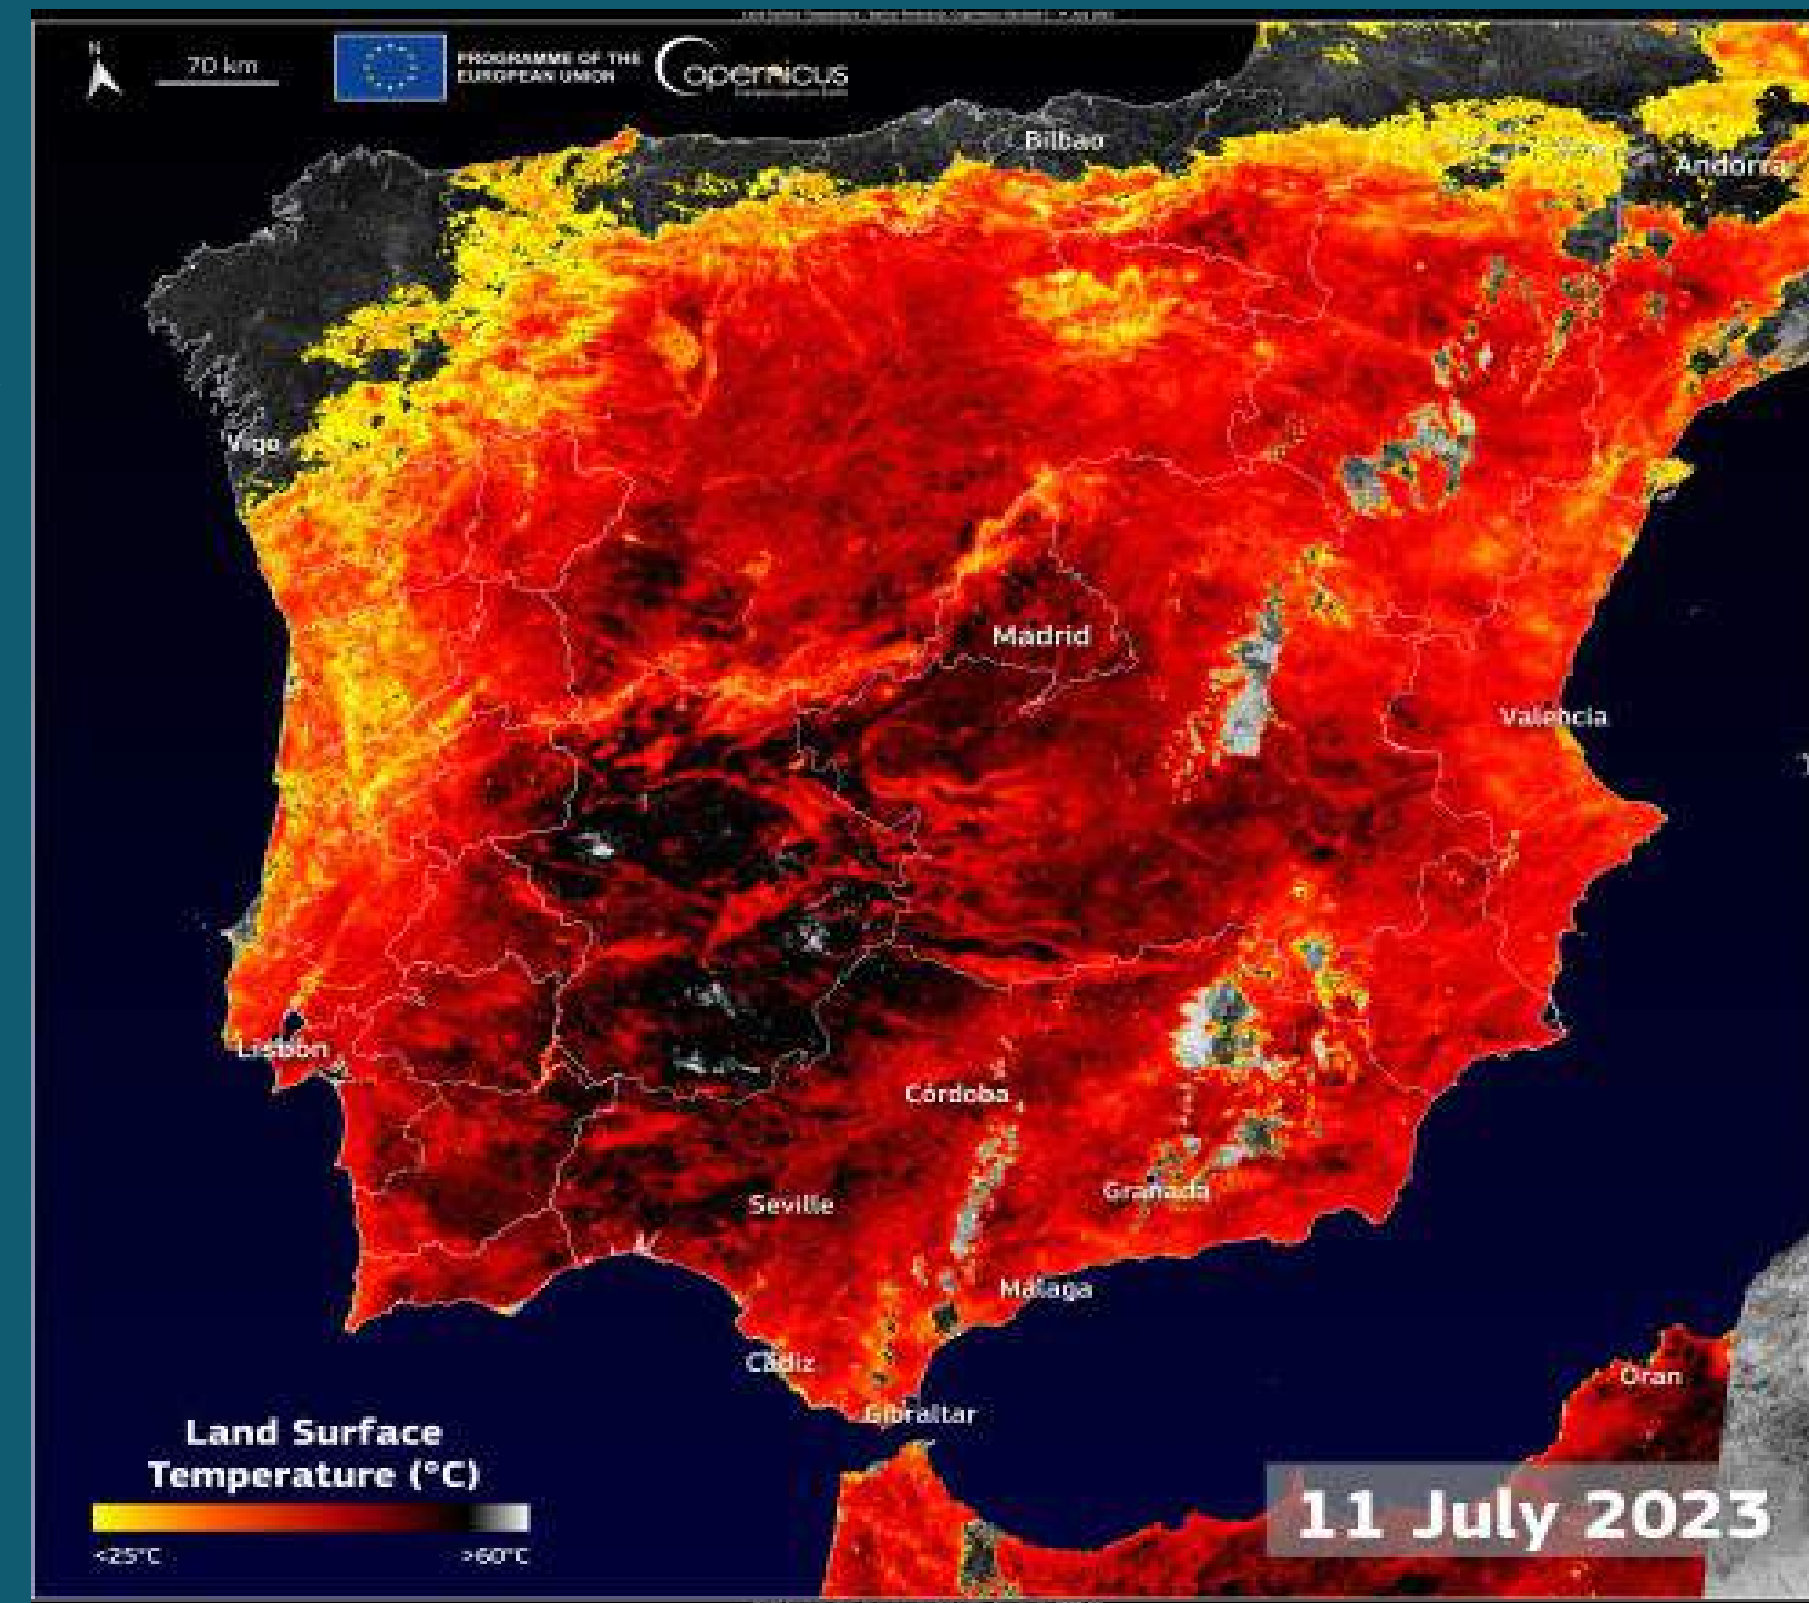 N
70 km
PROGRAMME OF THE
EUROPEAN UNION
Copernicus
Bilbao
Andorra
Vigo
Madrid
Valencia
Lisbon
Córdoba
Granada
Seville
Málaga
Cádiz
Oran
Gibraltar
Land Surface
Temperature (°C)
<25°C
>60°C
11 July 2023